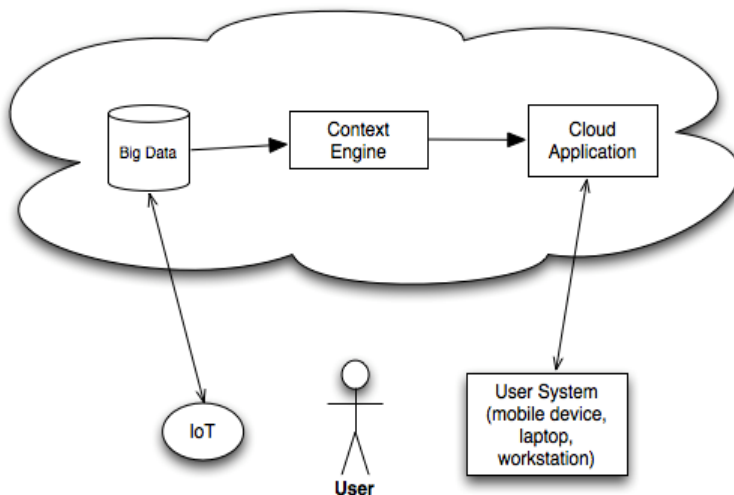 Big Data
Context
Engine
Cloud
Application
IoT
User
User System
(mobile device,
laptop,
workstation)